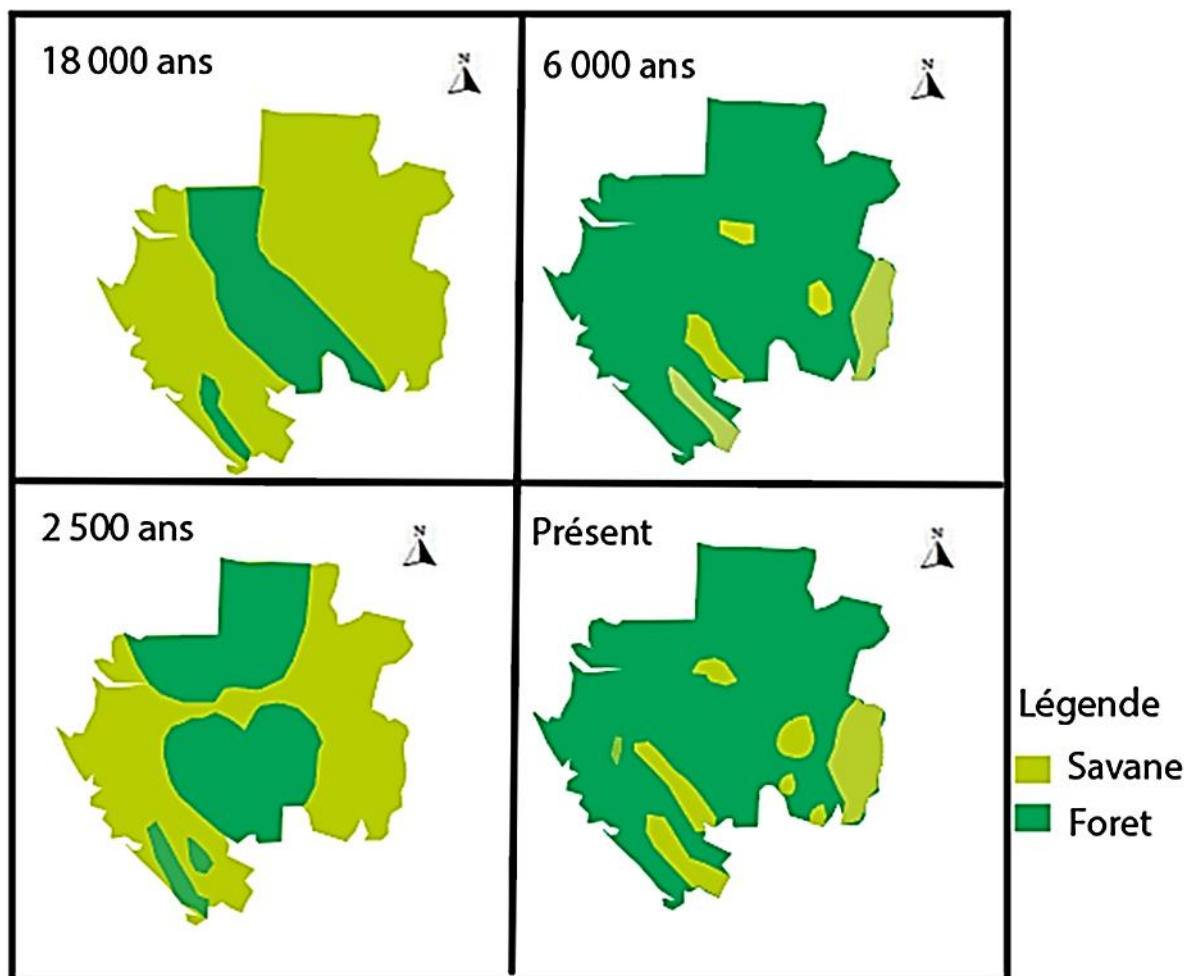 18 000 ans
N
6 000 ans
N
2 500 ans
N
Présent
N
Légende
Savane
Foret